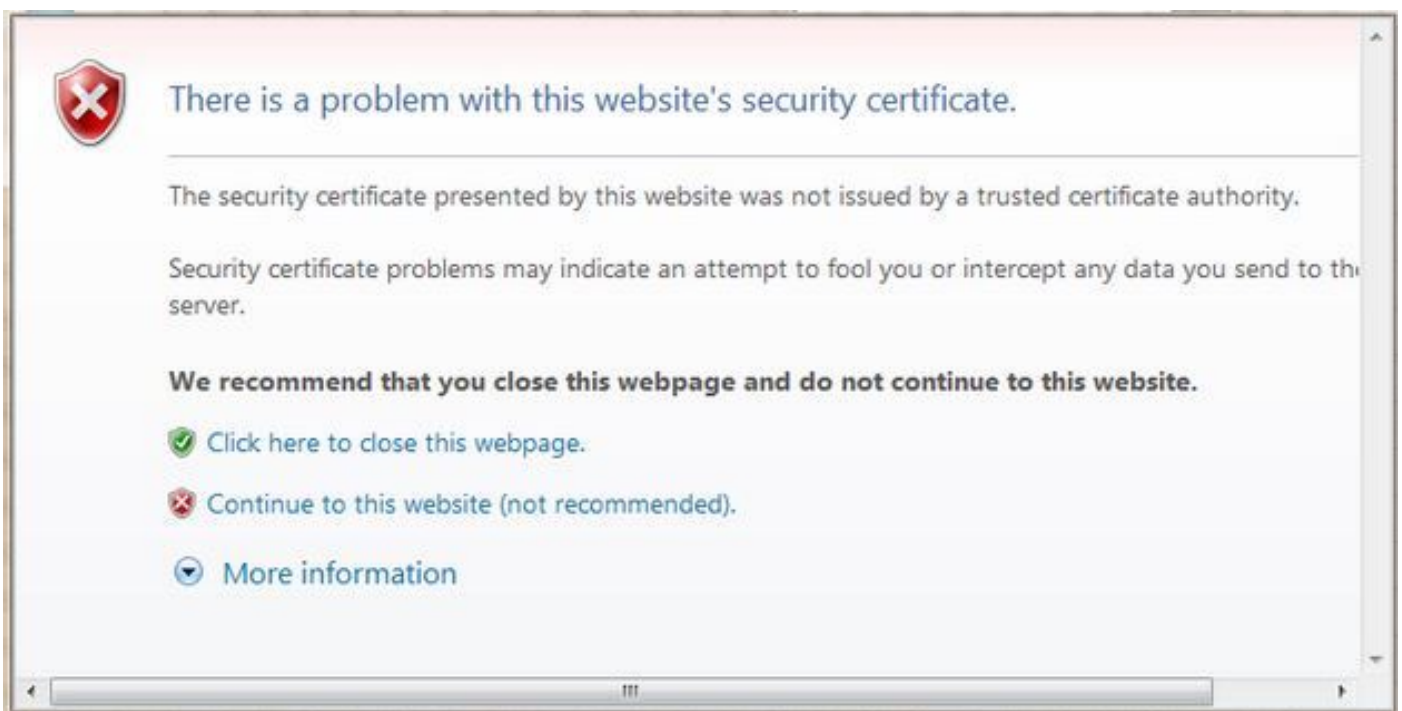 There is a problem with this website's security certificate.
The security certificate presented by this website was not issued by a trusted certificate authority.
Security certificate problems may indicate an attempt to fool you or intercept any data you send to the
server.
We recommend that you close this webpage and do not continue to this website.
Click here to close this webpage.
Continue to this website (not recommended).
More information